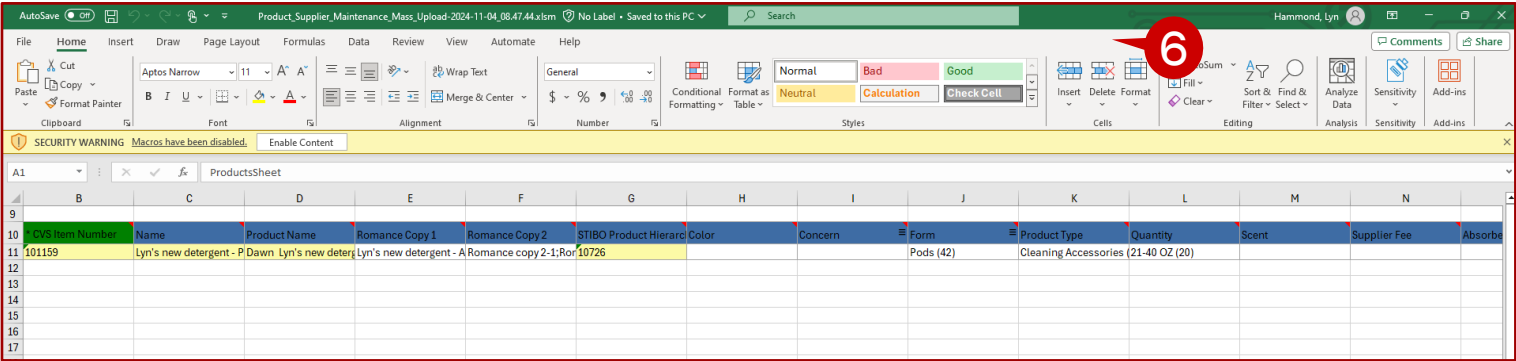 AutoSave Off Product_Supplier_Maintenance_Mass_Upload-2024-11-04_08.47.44.xlsm No Label • Saved to this PC Search Hammond, Lyn
File Home Insert Draw Page Layout Formulas Data Review View Automate Help Comments Share
6
Cut
Copy
Format Painter
Paste
Clipboard
Aptos Narrow 11 A A
B I U A
Font
Wrap Text
Merge & Center
Alignment
General
$ % 9
Number
Conditional Formatting
Format as Table
Normal Bad Good
Neutral Calculation Check Cell
Styles
Insert Delete Format
Cells
Fill
Clear
Sort & Filter
Find & Select
Editing
Analyze Data
Analysis
Sensitivity
Sensitivity
Add-ins
Add-ins
SECURITY WARNING Macros have been disabled. Enable Content
A1 fx ProductsSheet
B C D E F G H I J K L M N
9
10 * CVS Item Number Name Product Name Romance Copy 1 Romance Copy 2 STIBO Product Hierarc Color Concern Form Product Type Quantity Scent Supplier Fee Absorbe
11 101159 Lyn's new detergent - P Dawn Lyn's new deterg Lyn's new detergent - A Romance copy 2-1;Ror 10726 Pods (42) Cleaning Accessories ( 21-40 OZ (20)
12
13
14
15
16
17